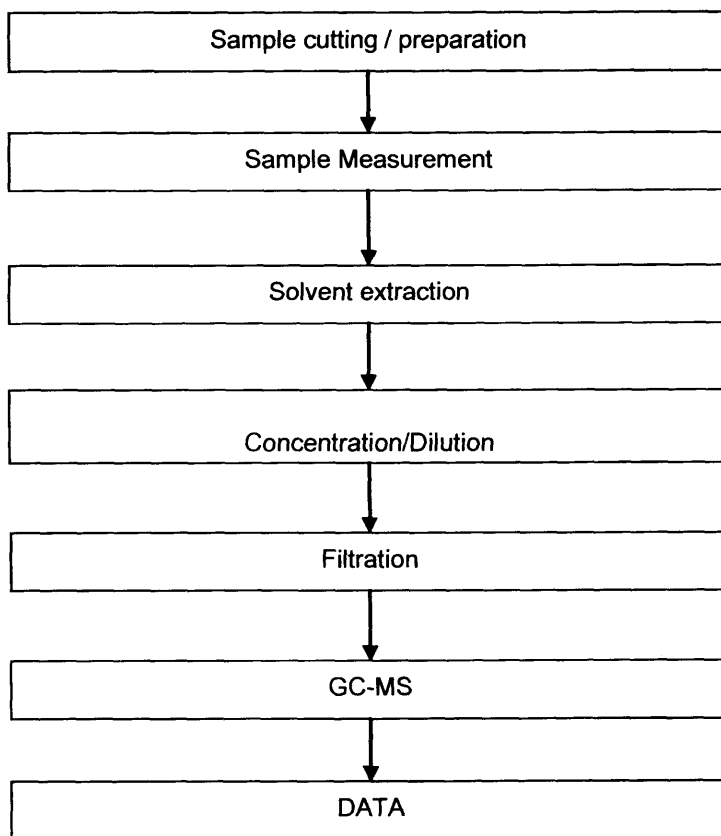 Sample cutting / preparation
Sample Measurement
Solvent extraction
Concentration/Dilution
Filtration
GC-MS
DATA